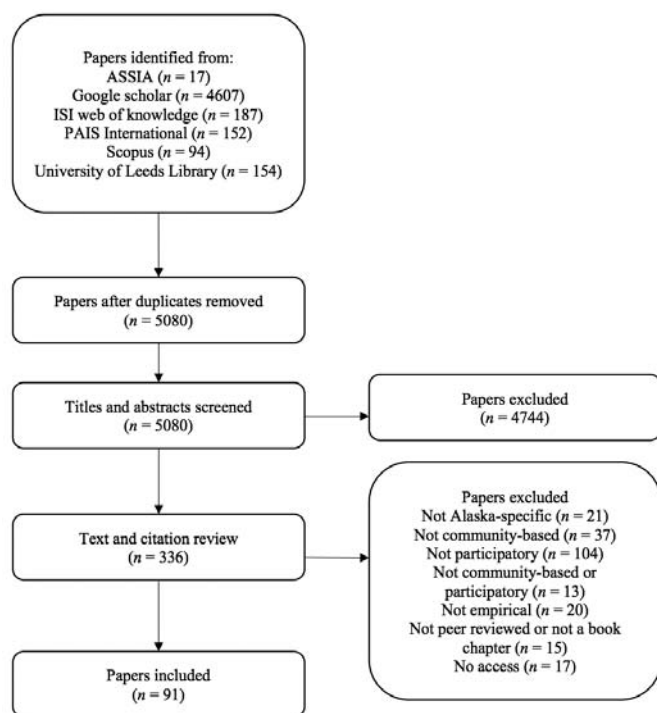 Papers identified from:
ASSIA (n = 17)
Google scholar (n = 4607)
ISI web of knowledge (n = 187)
PAIS International (n = 152)
Scopus (n = 94)
University of Leeds Library (n = 154)
Papers after duplicates removed
(n = 5080)
Titles and abstracts screened
(n = 5080)
Papers excluded
(n = 4744)
Text and citation review
(n = 336)
Papers excluded
Not Alaska-specific (n = 21)
Not community-based (n = 37)
Not participatory (n = 104)
Not community-based or
participatory (n = 13)
Not empirical (n = 20)
Not peer reviewed or not a book
chapter (n = 15)
No access (n = 17)
Papers included
(n = 91)